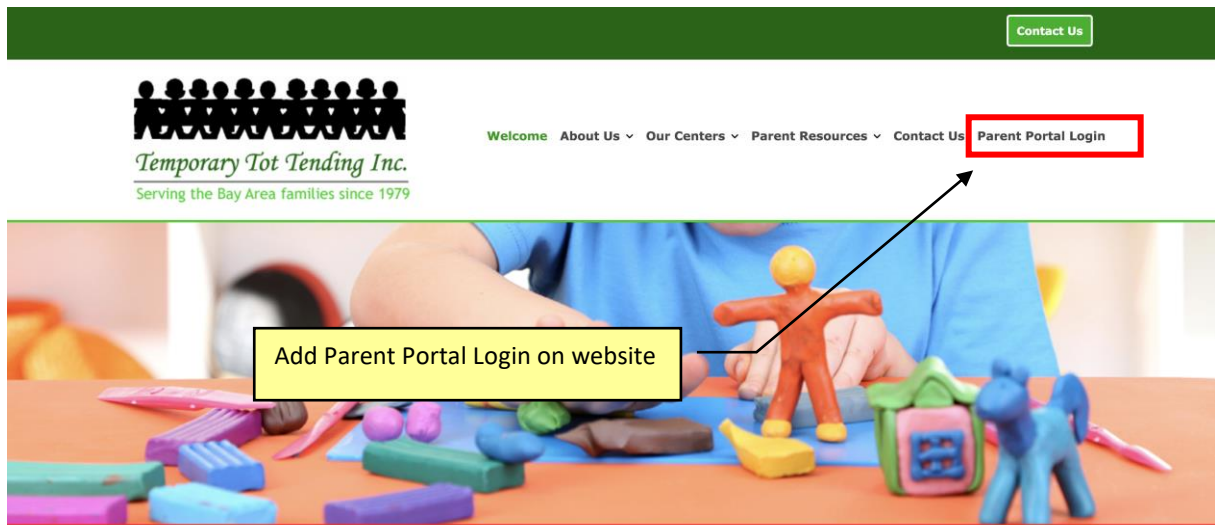 Contact Us
Temporary Tot Tending Inc.
Serving the Bay Area families since 1979
Welcome About Us Our Centers Parent Resources Contact Us Parent Portal Login
Add Parent Portal Login on website